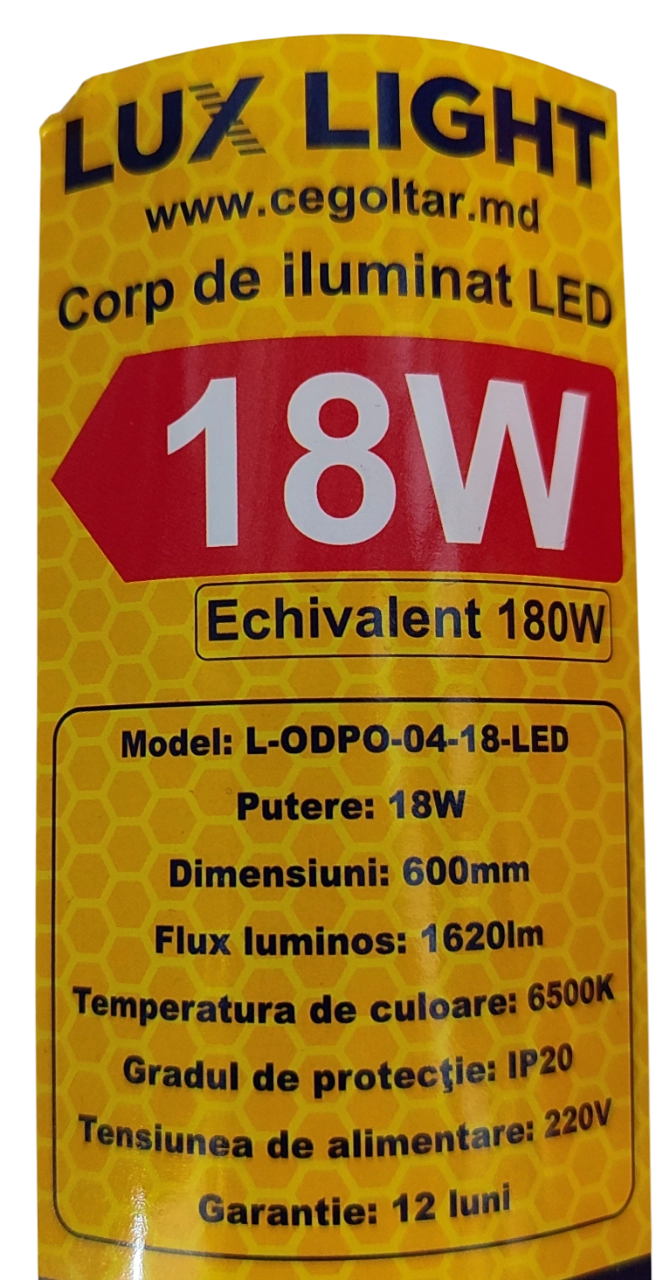 LUX LIGHT
www.cegoltar.md
Corp de iluminat LED
18W
Echivalent 180W
Model: L-ODPO-04-18-LED
Putere: 18W
Dimensiuni: 600mm
Flux luminos: 1620lm
Temperatura de culoare: 6500K
Gradul de protecţie: IP20
Tensiunea de alimentare: 220V
Garantie: 12 luni